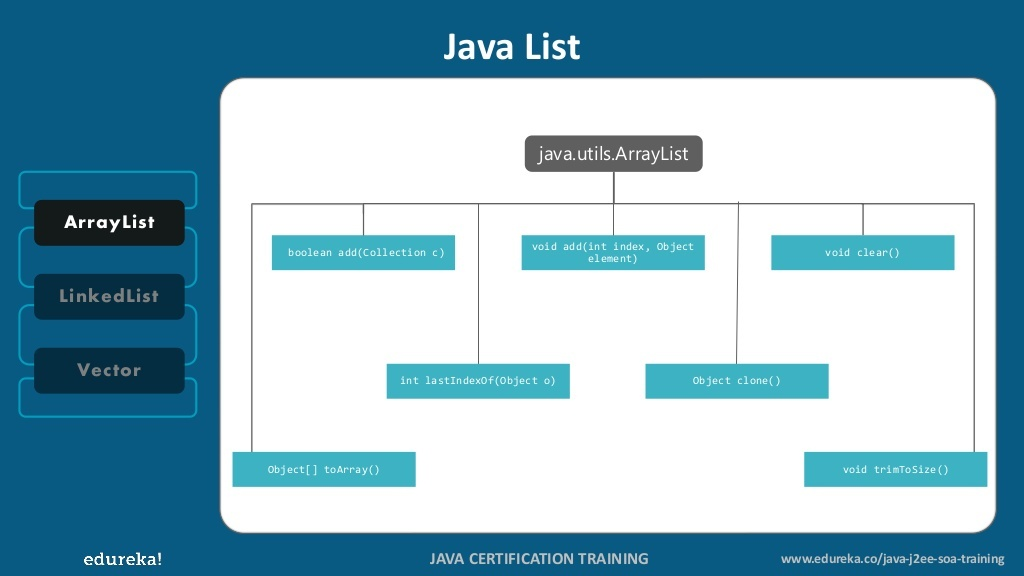 Java List
java.utils.ArrayList
ArrayList
LinkedList
Vector
boolean add(Collection c)
void add(int index, Object
element)
void clear()
int lastIndexOf(Object o)
Object clone()
Object[] toArray()
void trimToSize()
edureka!
JAVA CERTIFICATION TRAINING
www.edureka.co/java-j2ee-soa-training